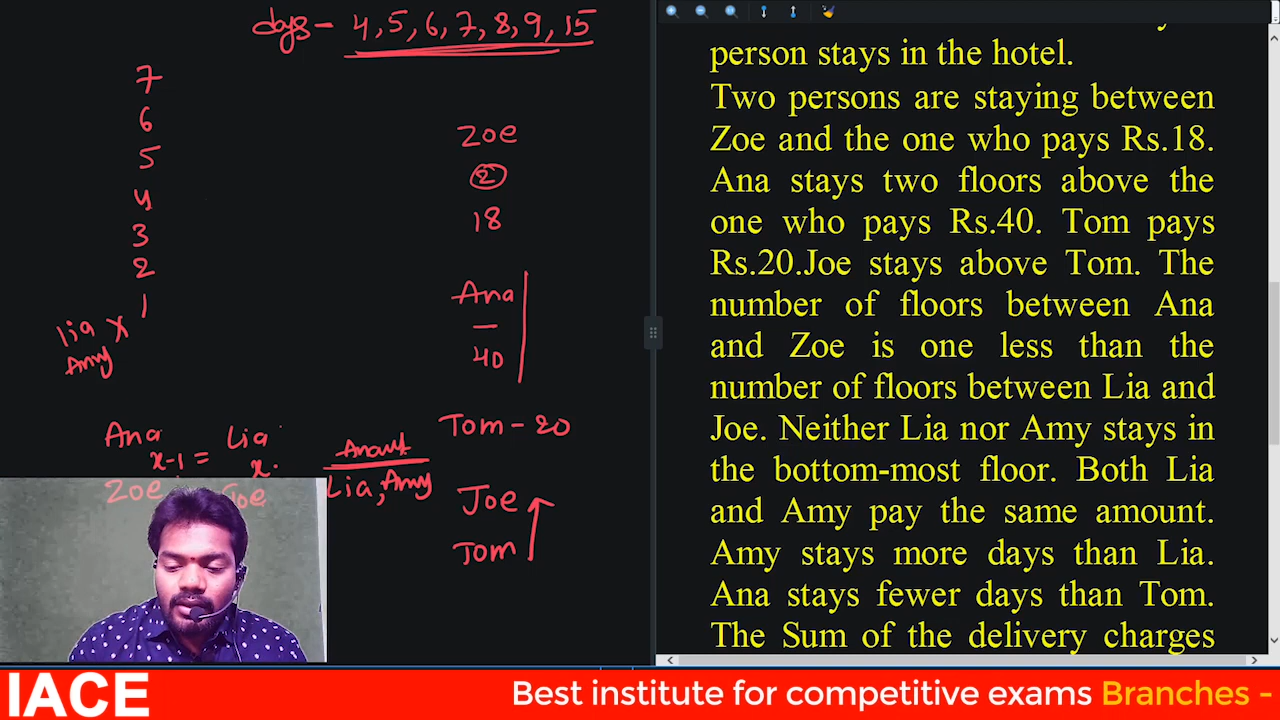 days - 4, 5, 6, 7, 8, 9, 15
7
6
5
4
3
2
1
lia x
Amy
Zoe
2
18
Ana
—
40
Tom - 20
Joe
Tom
Ana
x-1 =
Zoe
Lia
x.
Joe
Amount
Lia, Amy
person stays in the hotel.
Two persons are staying between
Zoe and the one who pays Rs.18.
Ana stays two floors above the
one who pays Rs.40. Tom pays
Rs.20.Joe stays above Tom. The
number of floors between Ana
and Zoe is one less than the
number of floors between Lia and
Joe. Neither Lia nor Amy stays in
the bottom-most floor. Both Lia
and Amy pay the same amount.
Amy stays more days than Lia.
Ana stays fewer days than Tom.
The Sum of the delivery charges
IACE
Best institute for competitive exams Branches -